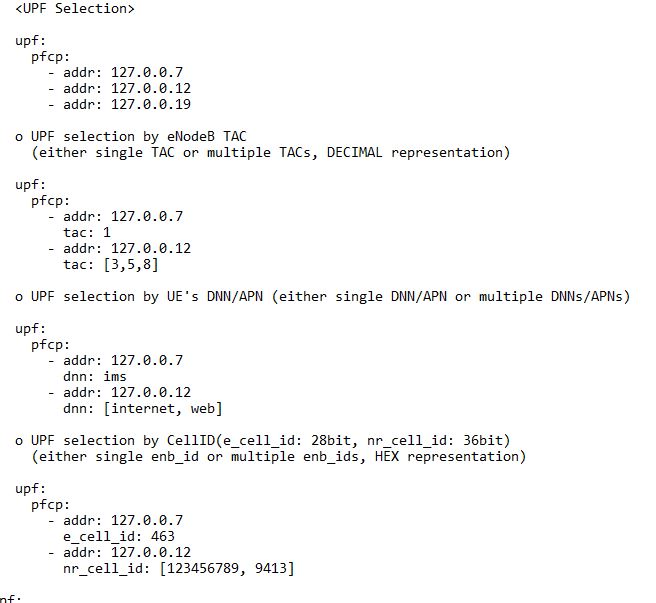 <UPF Selection>
upf:
pfcp:
- addr: 127.0.0.7
- addr: 127.0.0.12
- addr: 127.0.0.19
o UPF selection by eNodeB TAC
(either single TAC or multiple TACs, DECIMAL representation)
upf:
pfcp:
- addr: 127.0.0.7
tac: 1
- addr: 127.0.0.12
tac: [3,5,8]
o UPF selection by UE's DNN/APN (either single DNN/APN or multiple DNNs/APNs)
upf:
pfcp:
- addr: 127.0.0.7
dnn: ims
- addr: 127.0.0.12
dnn: [internet, web]
o UPF selection by CellID(e_cell_id: 28bit, nr_cell_id: 36bit)
(either single enb_id or multiple enb_ids, HEX representation)
upf:
pfcp:
- addr: 127.0.0.7
e_cell_id: 463
- addr: 127.0.0.12
nr_cell_id: [123456789, 9413]